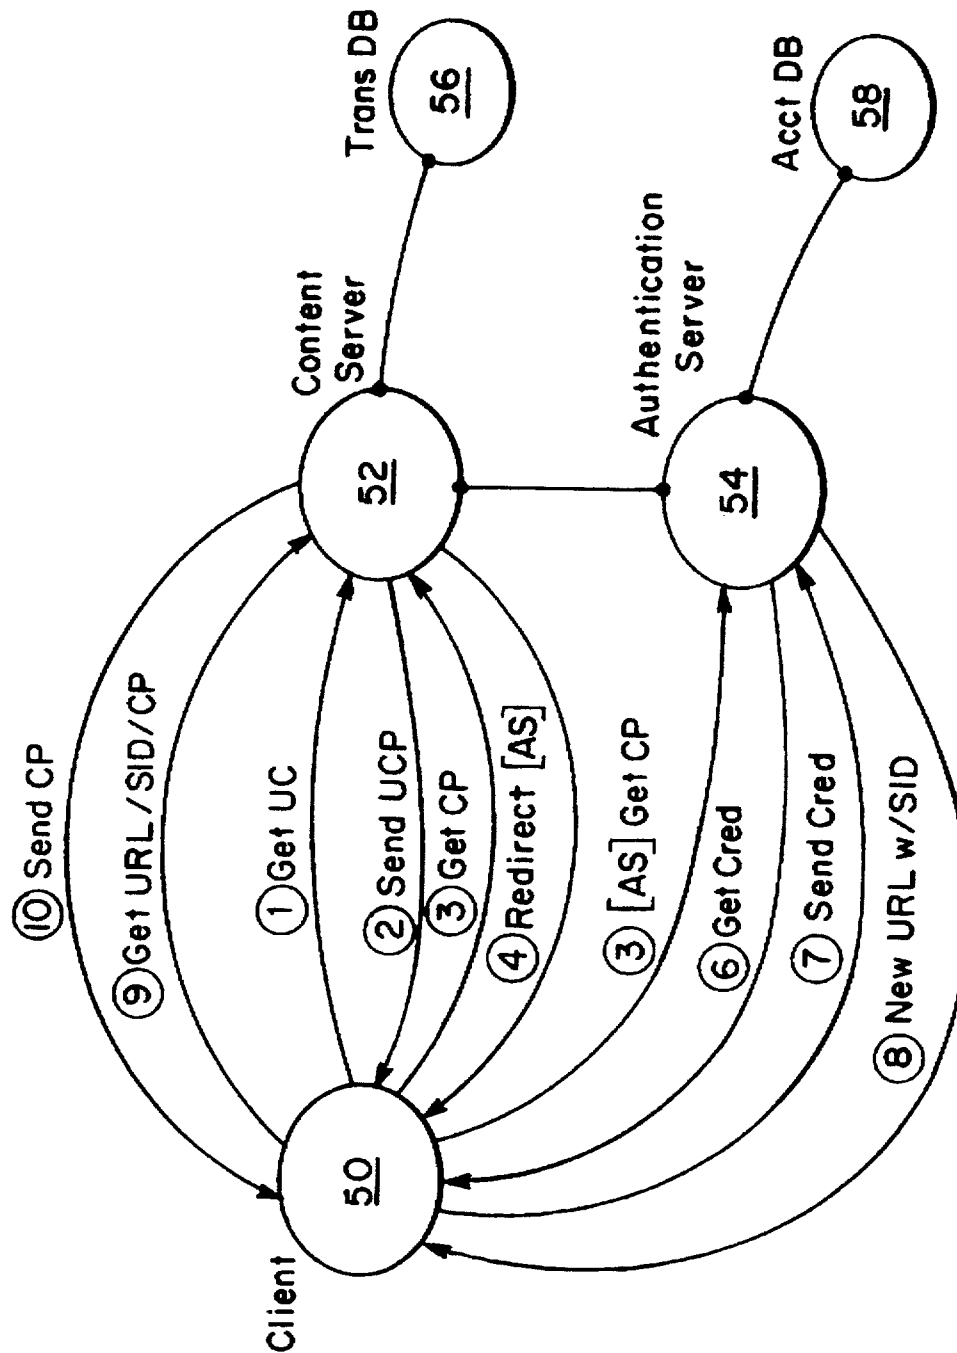 Client
50
⑩ Send CP
⑨ Get URL/SID/CP
① Get UC
② Send UCP
③ Get CP
④ Redirect [AS]
③ [AS] Get CP
⑥ Get Cred
⑦ Send Cred
⑧ New URL w/SID
Content
Server
52
Authentication
Server
54
Trans DB
56
Acct DB
58